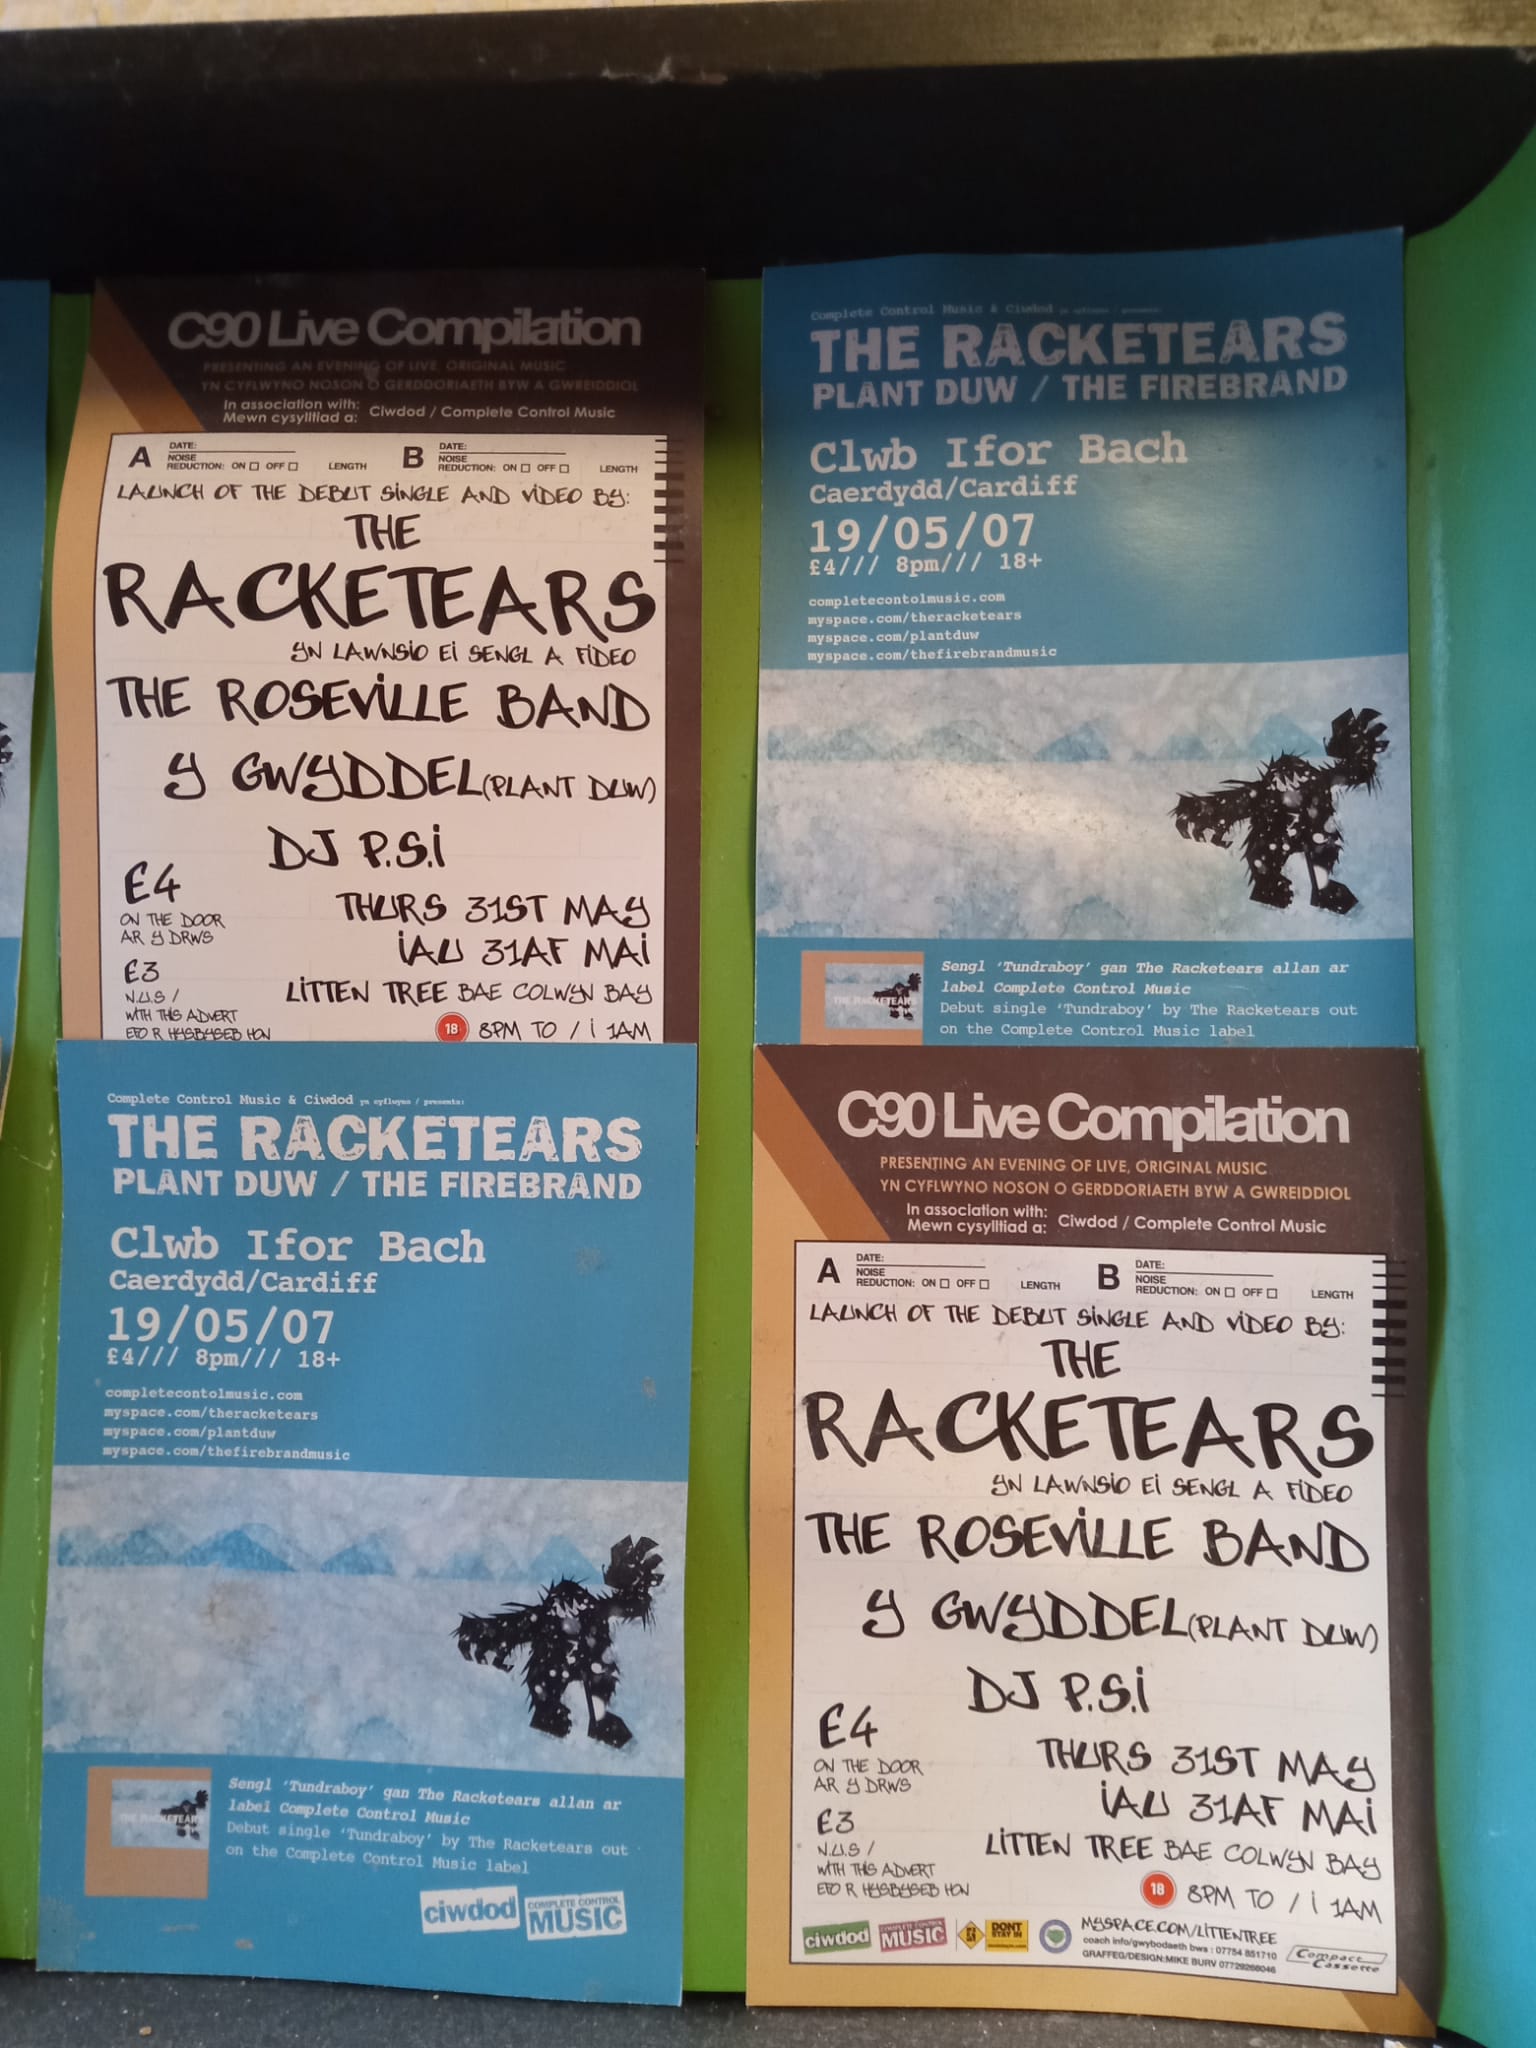 C90 Live Compilation
PRESENTING AN EVENING OF LIVE, ORIGINAL MUSIC
YN CYFLWYNO NOSON O GERDDORIAETH BYW A GWREIDDIOL
In association with:
Mewn cysylltiad a: Ciwdod / Complete Control Music
A DATE: B DATE:
NOISE REDUCTION: ON OFF LENGTH NOISE REDUCTION: ON OFF LENGTH
LAUNCH OF THE DEBUT SINGLE AND VIDEO BY:
THE
RACKETEARS
YN LAWNSIO EI SENGL A FIDEO
THE ROSEVILLE BAND
Y GWYDDEL (PLANT DUW)
DJ P.S.I
£4
ON THE DOOR
AR Y DRWS
£3
N.U.S /
WITH THIS ADVERT
EFO R HYSBYSEB HON
THURS 31ST MAY
IAU 31AF MAI
LITTEN TREE BAE COLWYN BAY
18 8PM TO / I 1AM
Complete Control Music & Ciwdod yn cyflwyno / presents:
THE RACKETEARS
PLANT DUW / THE FIREBRAND
Clwb Ifor Bach
Caerdydd/Cardiff
19/05/07
£4/// 8pm/// 18+
completecontolmusic.com
myspace.com/theracketears
myspace.com/plantduw
myspace.com/thefirebrandmusic
THE RACKETEARS
Sengl ‘Tundraboy’ gan The Racketears allan ar
label Complete Control Music
Debut single ‘Tundraboy’ by The Racketears out
on the Complete Control Music label
Complete Control Music & Ciwdod yn cyflwyno / presents:
THE RACKETEARS
PLANT DUW / THE FIREBRAND
Clwb Ifor Bach
Caerdydd/Cardiff
19/05/07
£4/// 8pm/// 18+
completecontolmusic.com
myspace.com/theracketears
myspace.com/plantduw
myspace.com/thefirebrandmusic
THE RACKETEARS
Sengl ‘Tundraboy’ gan The Racketears allan ar
label Complete Control Music
Debut single ‘Tundraboy’ by The Racketears out
on the Complete Control Music label
ciwdod COMPLETE CONTROL
MUSIC
C90 Live Compilation
PRESENTING AN EVENING OF LIVE, ORIGINAL MUSIC
YN CYFLWYNO NOSON O GERDDORIAETH BYW A GWREIDDIOL
In association with:
Mewn cysylltiad a: Ciwdod / Complete Control Music
A DATE: B DATE:
NOISE REDUCTION: ON OFF LENGTH NOISE REDUCTION: ON OFF LENGTH
LAUNCH OF THE DEBUT SINGLE AND VIDEO BY:
THE
RACKETEARS
YN LAWNSIO EI SENGL A FIDEO
THE ROSEVILLE BAND
Y GWYDDEL (PLANT DUW)
DJ P.S.I
£4
ON THE DOOR
AR Y DRWS
£3
N.U.S /
WITH THIS ADVERT
EFO R HYSBYSEB HON
THURS 31ST MAY
IAU 31AF MAI
LITTEN TREE BAE COLWYN BAY
18 8PM TO / I 1AM
ciwdod COMPLETE CONTROL MUSIC DONT STAY IN
MYSPACE.COM/LITTENTREE
coach info/gwybodaeth bws : 07754 851710
GRAFFEG/DESIGN:MIKE BURV 07729266046
Compact Cassette